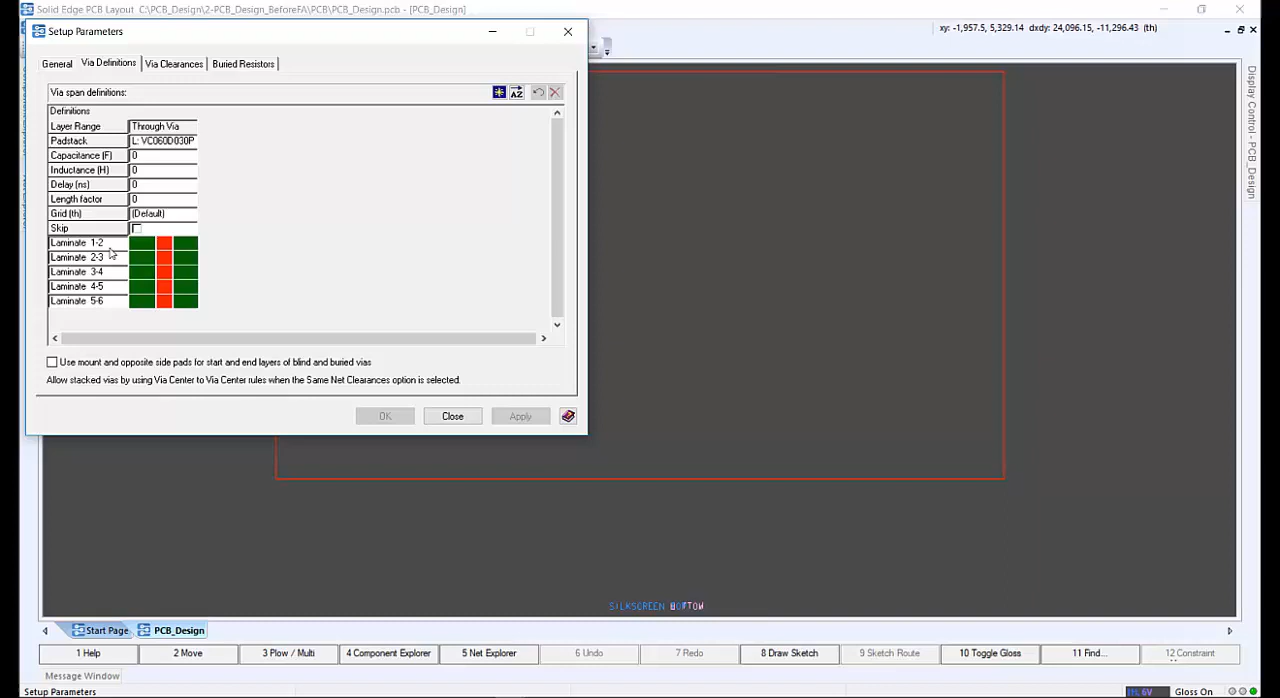 Solid Edge PCB Layout C:\PCB_Design\2-PCB_Design_BeforeFA\PCB\PCB_Design.pcb - [PCB_Design]
xy: -1,957.5, 5,329.14 dxdy: 24,096.15, -11,296.43 (th)
Setup Parameters
General
Via Definitions
Via Clearances
Buried Resistors
Via span definitions:
Definitions
Layer Range Through Via
Padstack L: VC060D030P
Capacitance (F) 0
Inductance (H) 0
Delay (ns) 0
Length factor 0
Grid (th) (Default)
Skip
Laminate 1-2
Laminate 2-3
Laminate 3-4
Laminate 4-5
Laminate 5-6
Use mount and opposite side pads for start and end layers of blind and buried vias
Allow stacked vias by using Via Center to Via Center rules when the Same Net Clearances option is selected.
OK
Close
Apply
Display Control - PCB_Design
SILKSCREEN BOTTOM
Start Page
PCB_Design
1 Help
2 Move
3 Plow / Multi
4 Component Explorer
5 Net Explorer
6 Undo
7 Redo
8 Draw Sketch
9 Sketch Route
10 Toggle Gloss
11 Find...
12 Constraint
Message Window
Setup Parameters
Gloss On